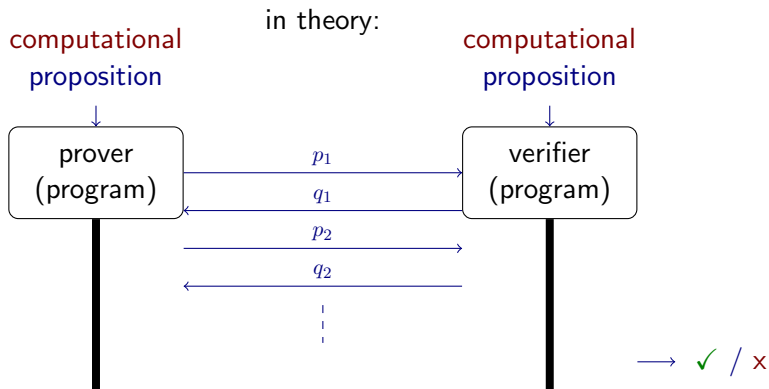 in theory:
computational
proposition
computational
proposition
prover
(program)
verifier
(program)
p₁
q₁
p₂
q₂
✓ / x